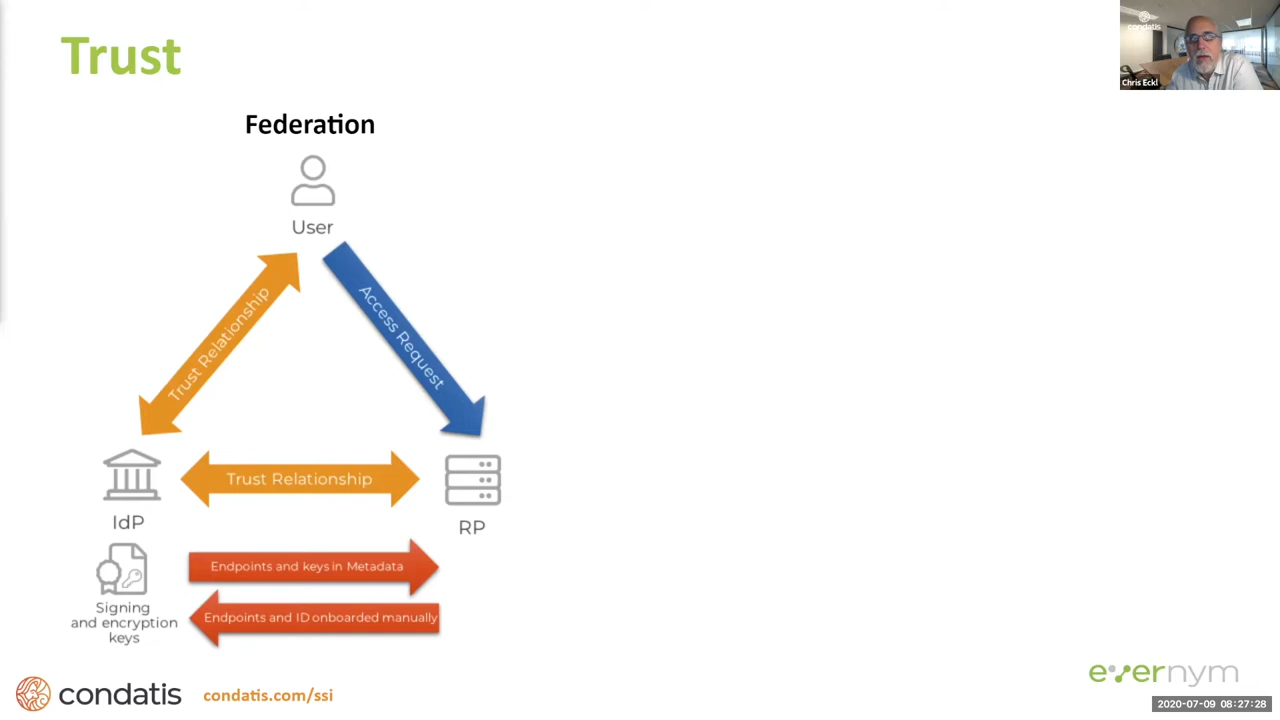 Trust
condatis
Chris Eckl
Federation
User
Trust Relationship
Access Request
Trust Relationship
IdP
RP
Endpoints and keys in Metadata
Endpoints and ID onboarded manually
Signing
and encryption
keys
condatis
condatis.com/ssi
evernym
2020-07-09 08:27:28